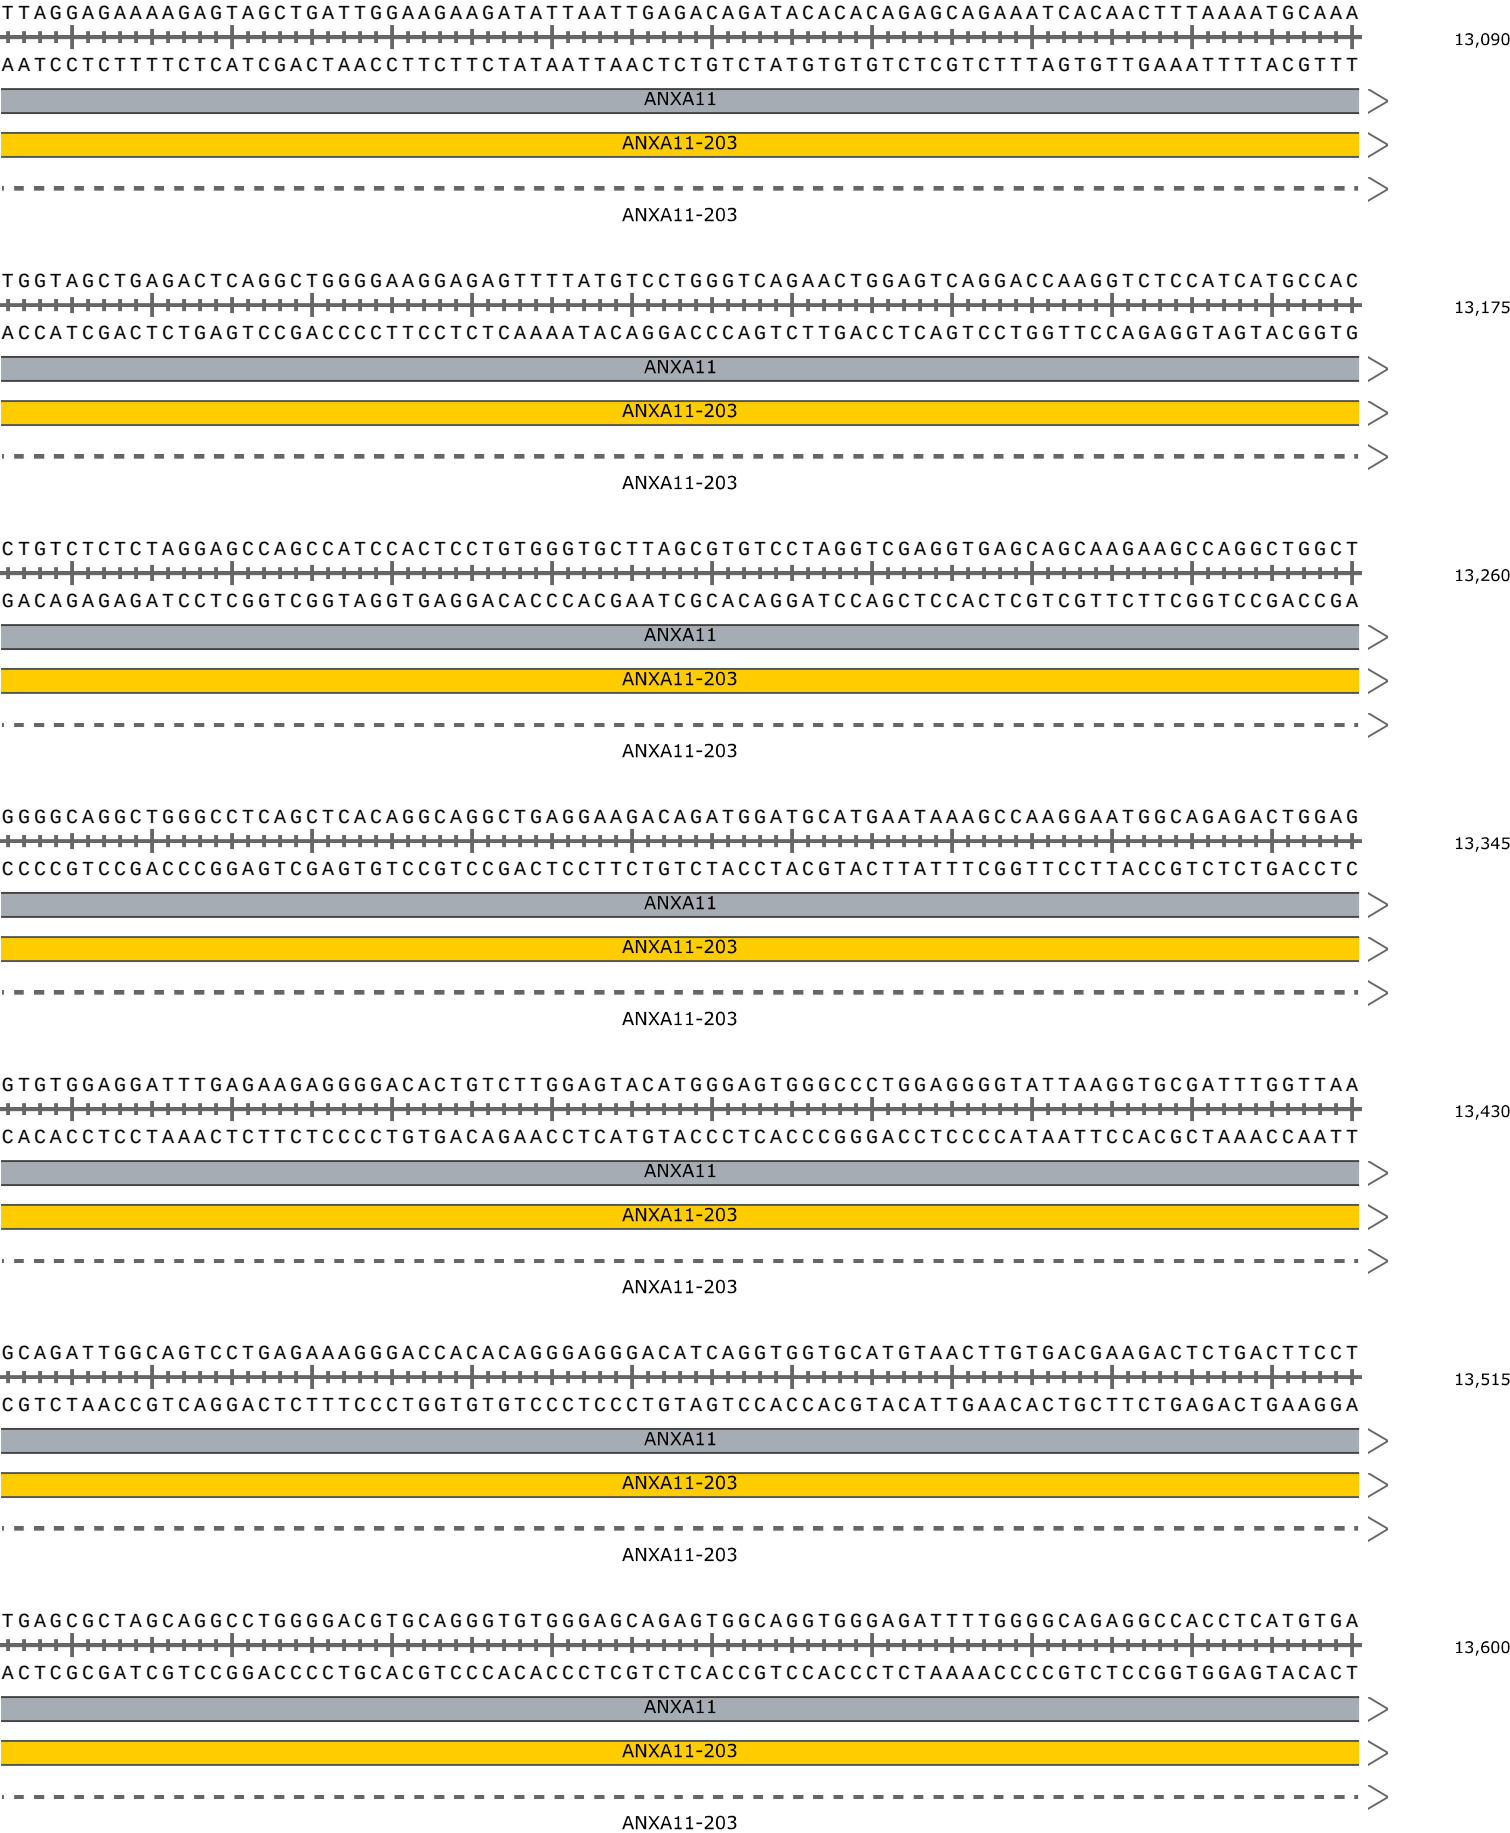 TTAGGAGAAAAGAGTAGCTGATTGGAAGAAGATATTAATTGAGACAGATACACACAGAGCAGAAATCACAACTTTAAAATGCAAA
13,090
AATCCTCTTTTCTCATCGACTAACCTTCTTCTATAATTAACTCTGTCTATGTGTGTCTCGTCTTTAGTGTTGAAATTTTACGTTT
ANXA11
ANXA11-203
ANXA11-203
TGGTAGCTGAGACTCAGGCTGGGGAAGGAGAGTTTTATGTCCTGGGTCAGAACTGGAGTCAGGACCAAGGTCTCCATCATGCCAC
13,175
ACCATCGACTCTGAGTCCGACCCCTTCCTCTCAAAATACAGGACCCAGTCTTGACCTCAGTCCTGGTTCCAGAGGTAGTACGGTG
ANXA11
ANXA11-203
ANXA11-203
CTGTCTCTCTAGGAGCCAGCCATCCACTCCTGTGGGTGCTTAGCGTGTCCTAGGTCGAGGTGAGCAGCAAGAAGCCAGGCTGGCT
13,260
GACAGAGAGATCCTCGGTCGGTAGGTGAGGACACCCACGAATCGCACAGGATCCAGCTCCACTCGTCGTTCTTCGGTCCGACCGA
ANXA11
ANXA11-203
ANXA11-203
GGGGCAGGCTGGGCCTCAGCTCACAGGCAGGCTGAGGAAGACAGATGGATGCATGAATAAAGCCAAGGAATGGCAGAGACTGGAG
13,345
CCCCGTCCGACCCGGAGTCGAGTGTCCGTCCGACTCCTTCTGTCTACCTACGTACTTATTTCGGTTCCTTACCGTCTCTGACCTC
ANXA11
ANXA11-203
ANXA11-203
GTGTGGAGGATTTGAGAAGAGGGGACACTGTCTTGGAGTACATGGGAGTGGGCCCTGGAGGGGTATTAAGGTGCGATTTGGTTAA
13,430
CACACCTCCTAAACTCTTCTCCCCTGTGACAGAACCTCATGTACCCTCACCCGGGACCTCCCCATAATTCCACGCTAAACCAATT
ANXA11
ANXA11-203
ANXA11-203
GCAGATTGGCAGTCCTGAGAAAGGGACCACACAGGGAGGGACATCAGGTGGTGCATGTAACTTGTGACGAAGACTCTGACTTCCT
13,515
CGTCTAACCGTCAGGACTCTTTCCCTGGTGTGTCCCTCCCTGTAGTCCACCACGTACATTGAACACTGCTTCTGAGACTGAAGGA
ANXA11
ANXA11-203
ANXA11-203
TGAGCGCTAGCAGGCCTGGGGACGTGCAGGGTGTGGGAGCAGAGTGGCAGGTGGGAGATTTTGGGGCAGAGGCCACCTCATGTGA
13,600
ACTCGCGATCGTCCGGACCCCTGCACGTCCCACACCCTCGTCTCACCGTCCACCCTCTAAAACCCCGTCTCCGGTGGAGTACACT
ANXA11
ANXA11-203
ANXA11-203